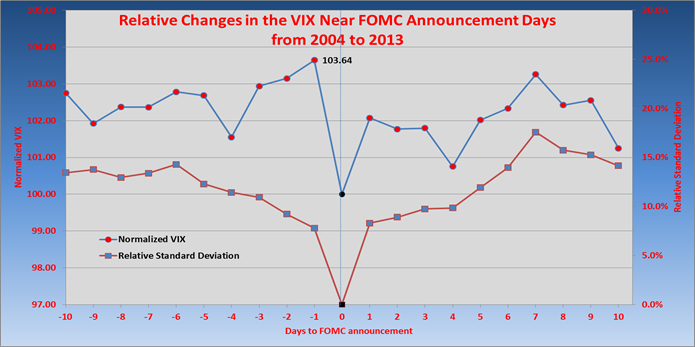 Relative Changes in the VIX Near FOMC Announcement Days
from 2004 to 2013
105.00
104.00
103.00
102.00
101.00
100.00
99.00
98.00
97.00
Normalized VIX
103.64
Normalized VIX
Relative Standard Deviation
30.0%
25.0%
20.0%
15.0%
10.0%
5.0%
0.0%
Relative Standard Deviation
-10 -9 -8 -7 -6 -5 -4 -3 -2 -1 0 1 2 3 4 5 6 7 8 9 10
Days to FOMC announcement